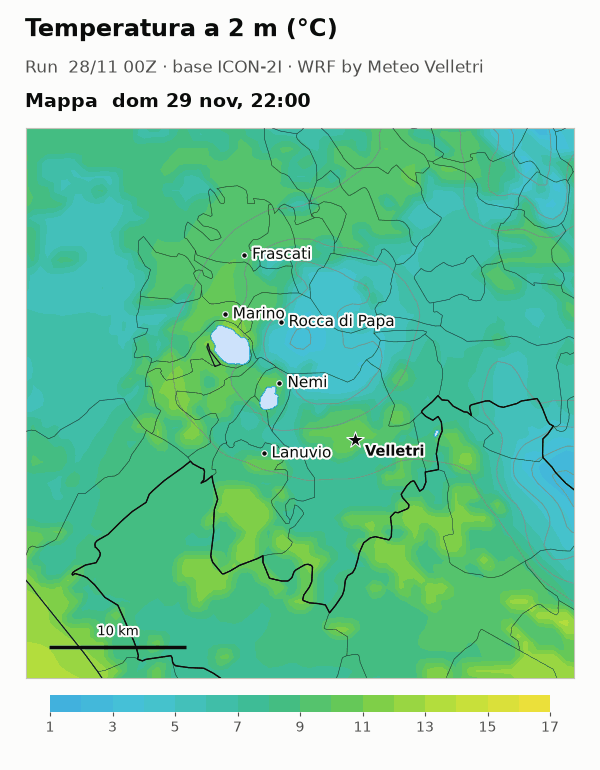 Temperatura a 2 m (°C)
Run  28/11 00Z · base ICON-2I · WRF by Meteo Velletri
Mappa  dom 29 nov, 22:00
Frascati
Marino
Rocca di Papa
Nemi
Velletri
Lanuvio
10 km
1 3 5 7 9 11 13 15 17